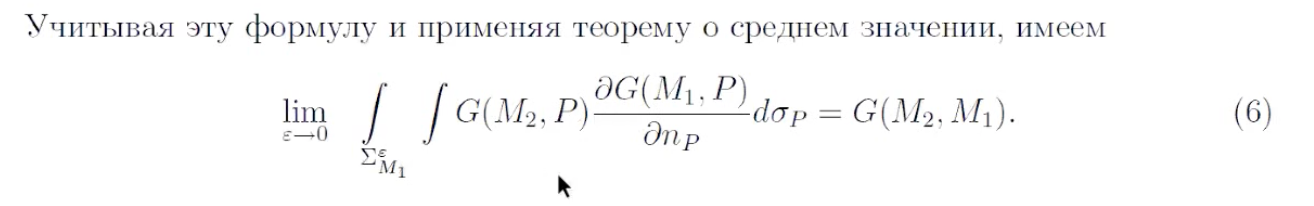 Учитывая эту формулу и применяя теорему о среднем значении, имеем
lim_{ε→0} ∫_{Σ^ε_{M_1}} ∫ G(M_2, P) ∂G(M_1, P)/∂n_P dσ_P = G(M_2, M_1). (6)